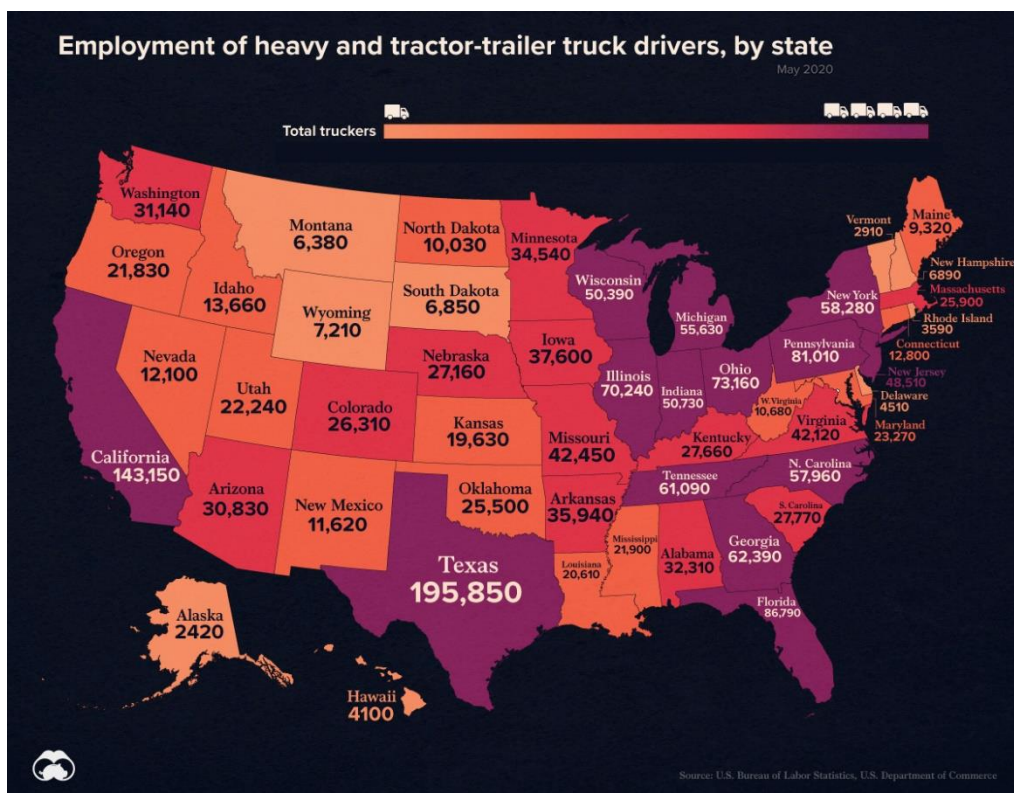 Employment of heavy and tractor-trailer truck drivers, by state
May 2020
Total truckers
Washington
31,140
Oregon
21,830
California
143,150
Idaho
13,660
Nevada
12,100
Montana
6,380
Wyoming
7,210
Utah
22,240
Colorado
26,310
Arizona
30,830
New Mexico
11,620
North Dakota
10,030
South Dakota
6,850
Nebraska
27,160
Kansas
19,630
Oklahoma
25,500
Texas
195,850
Minnesota
34,540
Iowa
37,600
Missouri
42,450
Arkansas
35,940
Louisiana
20,610
Wisconsin
50,390
Illinois
70,240
Michigan
55,630
Indiana
50,730
Ohio
73,160
Kentucky
27,660
Tennessee
61,090
Mississippi
21,900
Alabama
32,310
Georgia
62,390
Florida
86,790
S. Carolina
27,770
N. Carolina
57,960
Virginia
42,120
W. Virginia
10,680
Pennsylvania
81,010
New York
58,280
Vermont
2910
Maine
9,320
New Hampshire
6890
Massachusetts
25,900
Rhode Island
3590
Connecticut
12,800
New Jersey
48,510
Delaware
4510
Maryland
23,270
Alaska
2420
Hawaii
4100
Source: U.S. Bureau of Labor Statistics, U.S. Department of Commerce